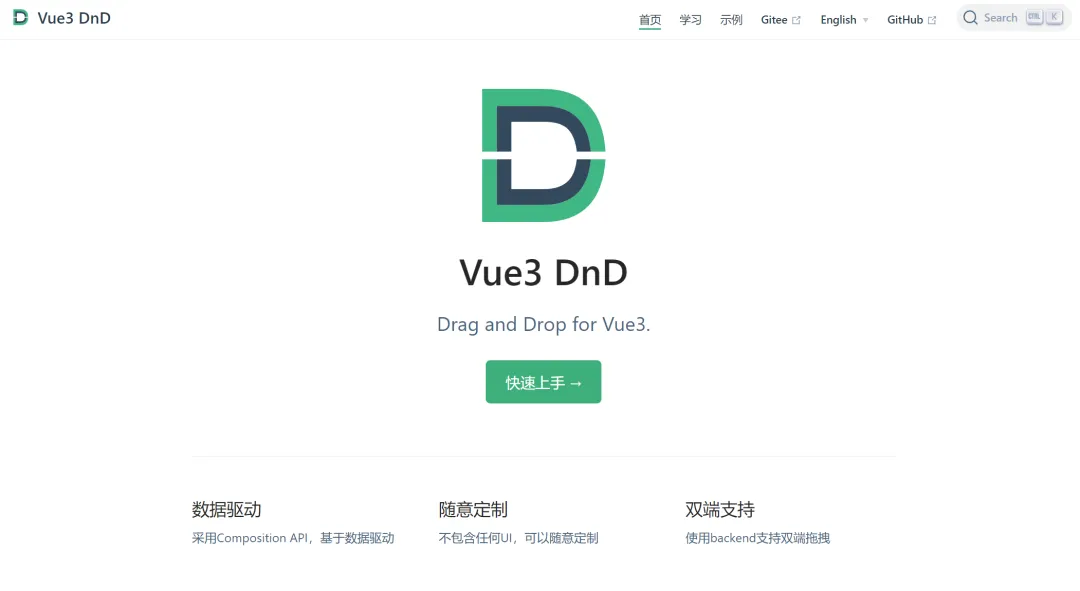 Vue3 DnD
首页 学习 示例 Gitee English GitHub Search CTRL K
Vue3 DnD
Drag and Drop for Vue3.
快速上手 →
数据驱动 随意定制 双端支持
采用Composition API，基于数据驱动 不包含任何UI，可以随意定制 使用backend支持双端拖拽